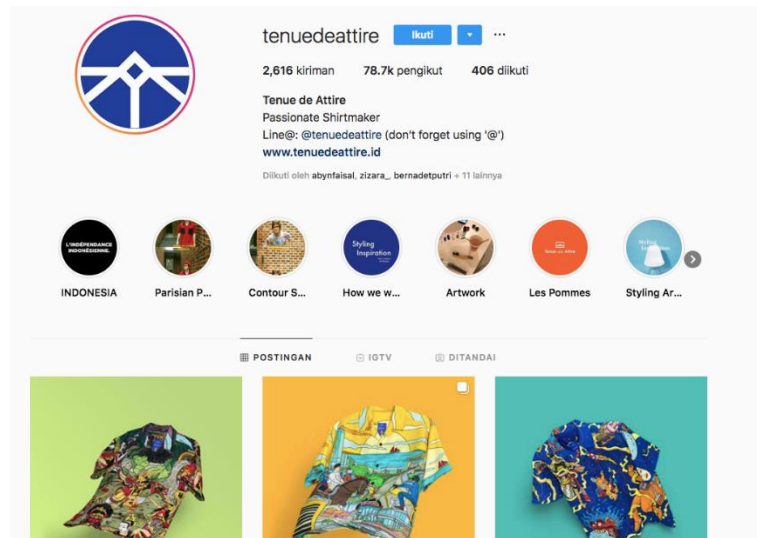 tenuedeattire Ikuti
2,616 kiriman 78.7k pengikut 406 diikuti
Tenue de Attire
Passionate Shirtmaker
Line@: @tenuedeattire (don't forget using '@')
www.tenuedeattire.id
Diikuti oleh abynfaisal, zizara_, bernadetputri + 11 lainnya
L'INDÉPENDANCE
INDONÉSIENNE.
Styling
Inspiration
INDONESIA Parisian P... Contour S... How we w... Artwork Les Pommes Styling Ar...
POSTINGAN IGTV DITANDAI